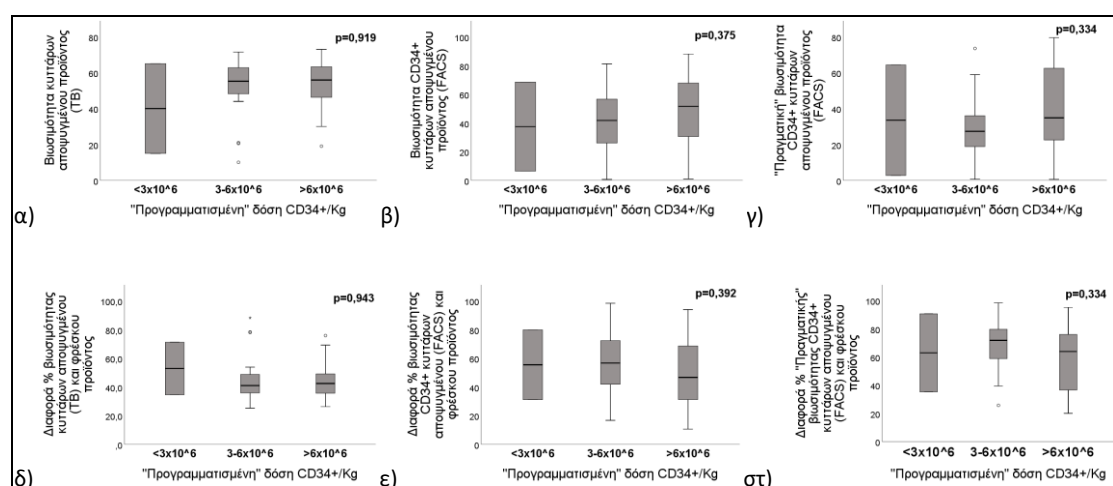 p=0,919
Βιωσιμότητα κυττάρων
αποψυγμένου προϊόντος
(TB)
80
60
40
20
0
<3x10^6 3-6x10^6 >6x10^6
"Προγραμματισμένη" δόση CD34+/Kg
α)
p=0,375
Βιωσιμότητα CD34+
κυττάρων αποψυγμένου
προϊόντος (FACS)
100
80
60
40
20
0
<3x10^6 3-6x10^6 >6x10^6
"Προγραμματισμένη" δόση CD34+/Kg
β)
p=0,334
"Πραγματική" βιωσιμότητα
CD34+ κυττάρων
αποψυγμένου προϊόντος
(FACS)
80
60
40
20
0
<3x10^6 3-6x10^6 >6x10^6
"Προγραμματισμένη" δόση CD34+/Kg
γ)
p=0,943
Διαφορά % βιωσιμότητας
κυττάρων αποψυγμένου
(TB) και φρέσκου
προϊόντος
100,0
80,0
60,0
40,0
20,0
,0
<3x10^6 3-6x10^6 >6x10^6
"Προγραμματισμένη" δόση CD34+/Kg
δ)
p=0,392
Διαφορά % βιωσιμότητας
CD34+ κυττάρων
αποψυγμένου (FACS) και
φρέσκου προϊόντος
100,0
80,0
60,0
40,0
20,0
,0
<3x10^6 3-6x10^6 >6x10^6
"Προγραμματισμένη" δόση CD34+/Kg
ε)
p=0,334
Διαφορά % "Πραγματικής"
βιωσιμότητας CD34+
κυττάρων αποψυγμένου
(FACS) και φρέσκου
προϊόντος
100
80
60
40
20
0
<3x10^6 3-6x10^6 >6x10^6
"Προγραμματισμένη" δόση CD34+/Kg
στ)